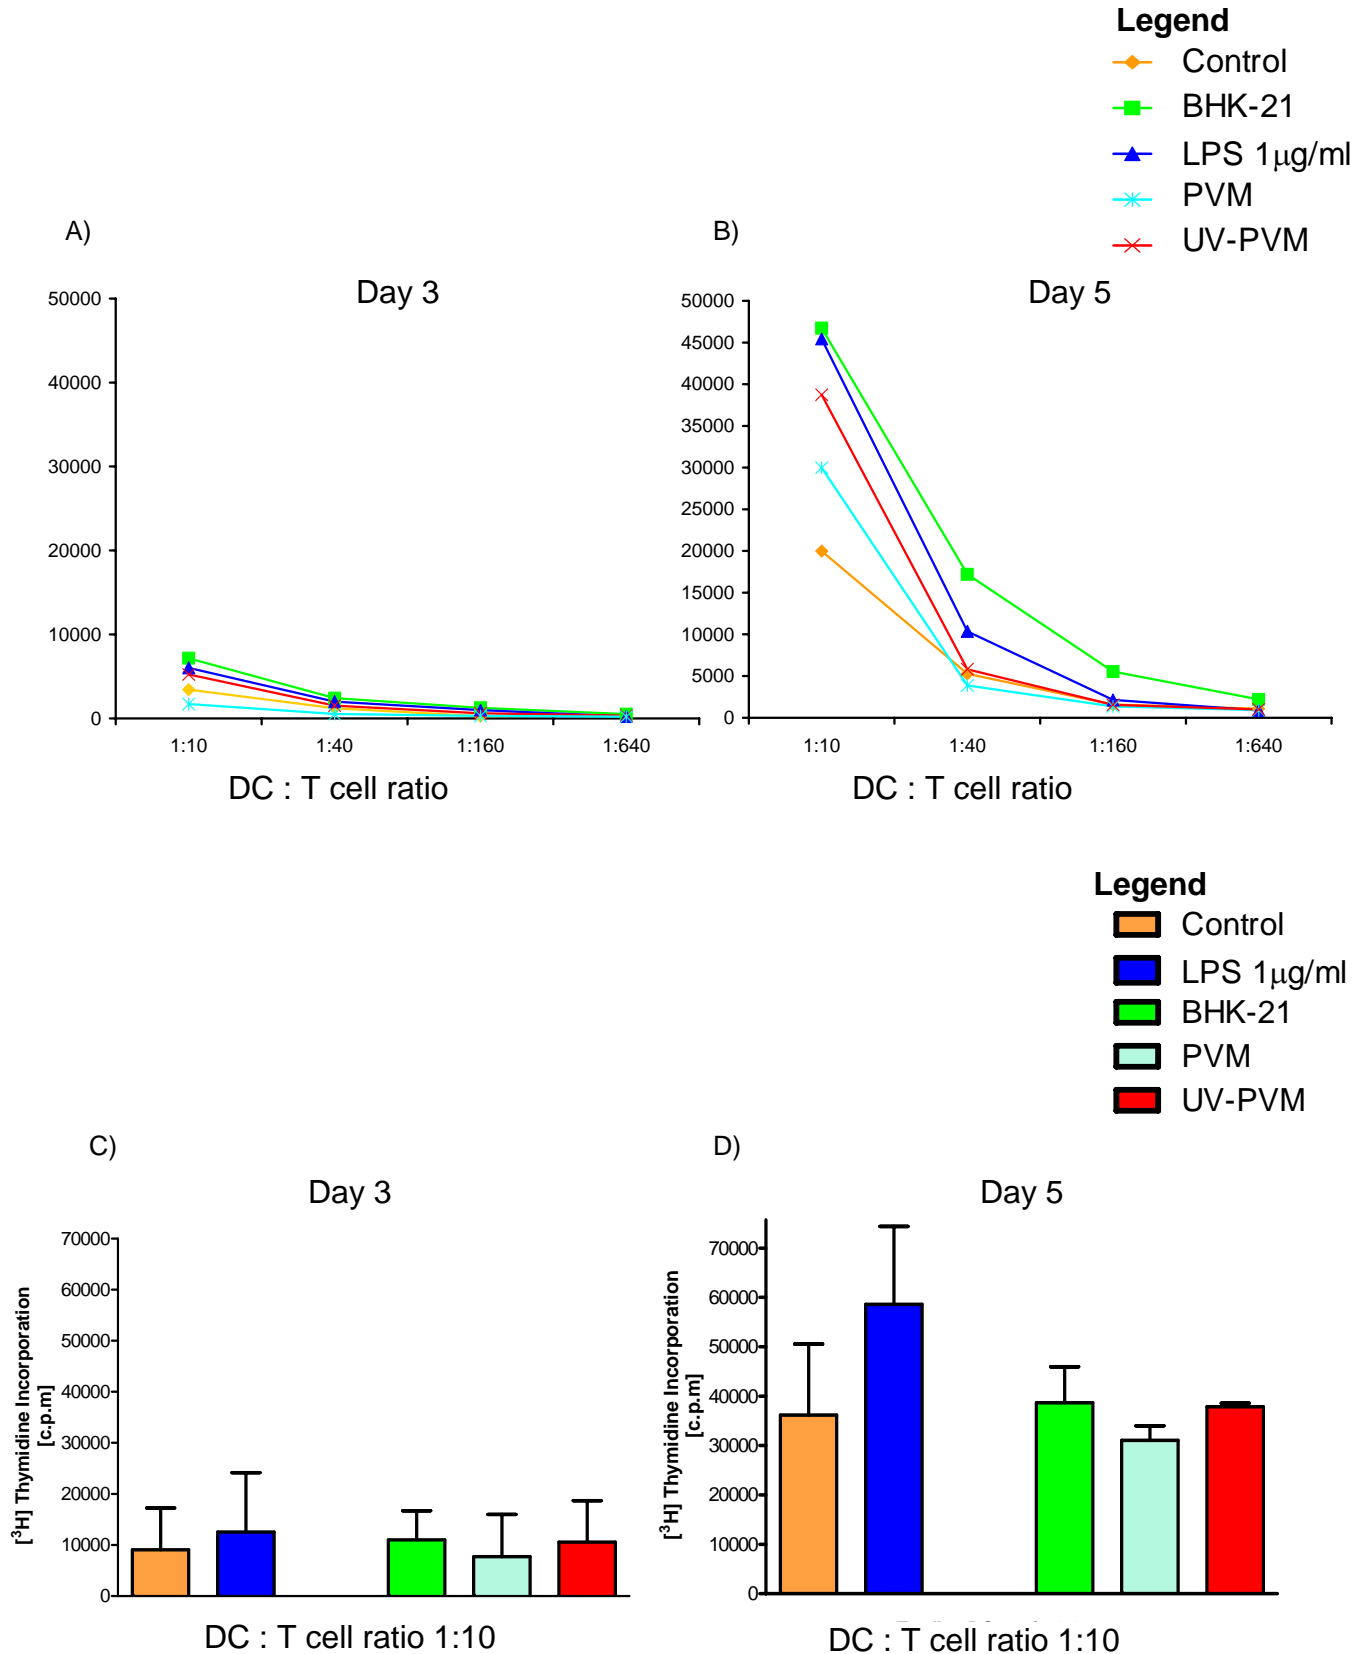 Legend
Control
BHK-21
LPS 1μg/ml
PVM
UV-PVM
A)
Day 3
50000
40000
30000
20000
10000
0
1:10 1:40 1:160 1:640
DC : T cell ratio
B)
Day 5
50000
45000
40000
35000
30000
25000
20000
15000
10000
5000
0
1:10 1:40 1:160 1:640
DC : T cell ratio
Legend
Control
LPS 1μg/ml
BHK-21
PVM
UV-PVM
C)
Day 3
[³H] Thymidine Incorporation
[c.p.m]
70000
60000
50000
40000
30000
20000
10000
0
DC : T cell ratio 1:10
D)
Day 5
[³H] Thymidine Incorporation
[c.p.m]
70000
60000
50000
40000
30000
20000
10000
0
DC : T cell ratio 1:10